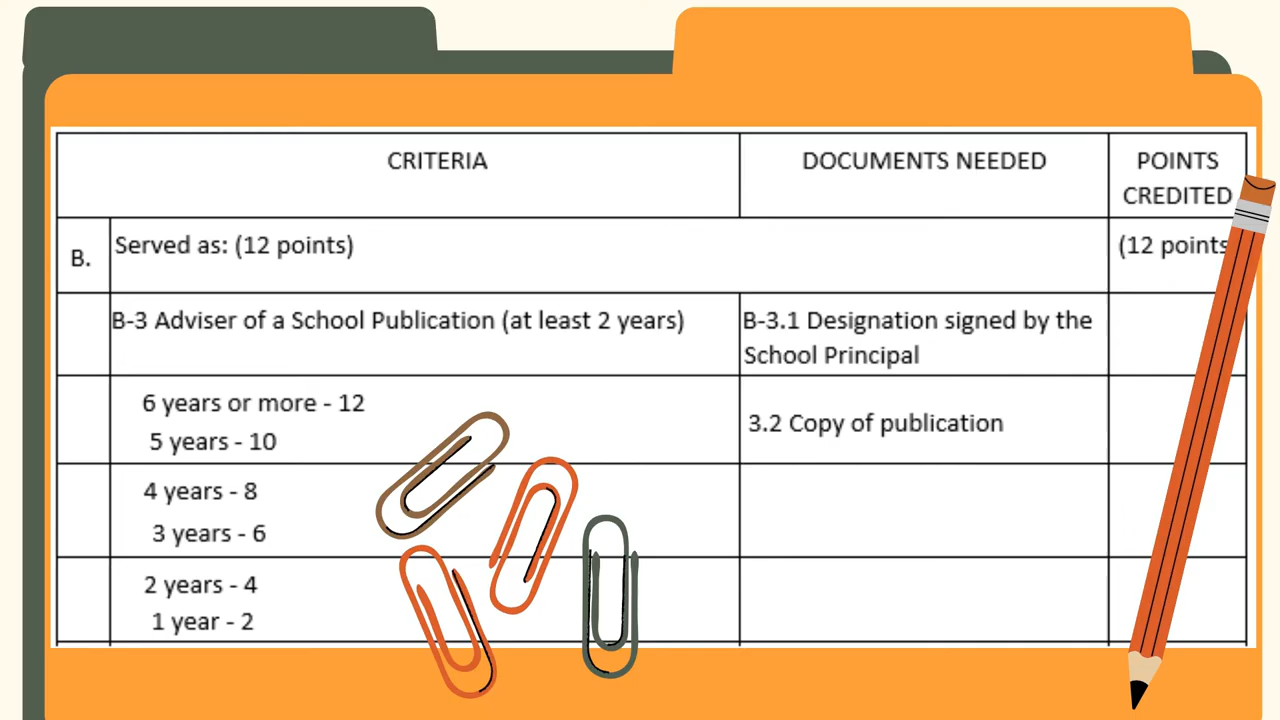 CRITERIA
DOCUMENTS NEEDED
POINTS
CREDITED
B.
Served as: (12 points)
(12 points
B-3 Adviser of a School Publication (at least 2 years)
B-3.1 Designation signed by the
School Principal
6 years or more - 12
5 years - 10
3.2 Copy of publication
4 years - 8
3 years - 6
2 years - 4
1 year - 2